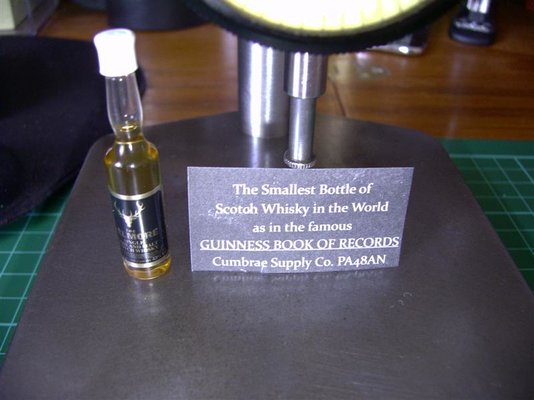 The Smallest Bottle of
Scotch Whisky in the World
as in the famous
GUINNESS BOOK OF RECORDS
Cumbrae Supply Co. PA48AN
MORE